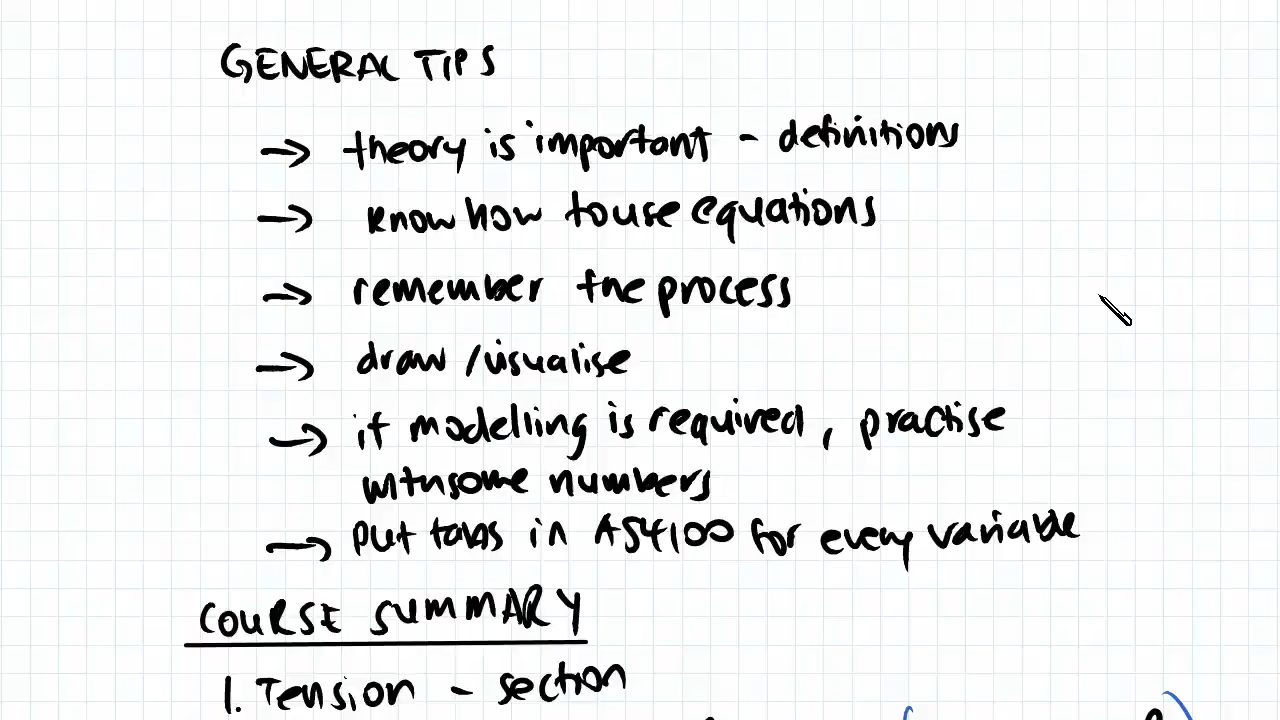 GENERAL TIPS
→ theory is important - definitions
→ know how to use equations
→ remember the process
→ draw / visualise
→ if modelling is required, practise
with some numbers
→ put tabs in AS4100 for every variable
COURSE SUMMARY
1. Tension - section